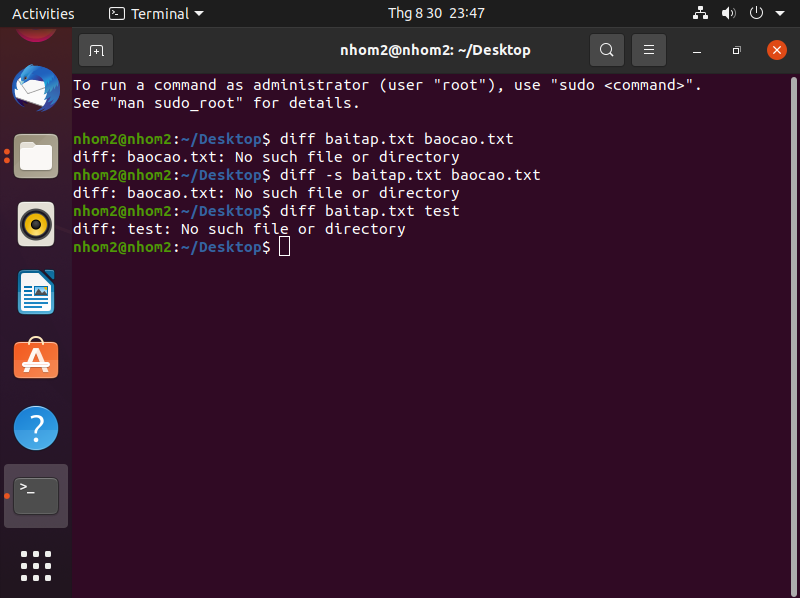 Activities
Terminal
Thg 8 30 23:47
nhom2@nhom2: ~/Desktop
To run a command as administrator (user "root"), use "sudo <command>".
See "man sudo_root" for details.
nhom2@nhom2:~/Desktop$ diff baitap.txt baocao.txt
diff: baocao.txt: No such file or directory
nhom2@nhom2:~/Desktop$ diff -s baitap.txt baocao.txt
diff: baocao.txt: No such file or directory
nhom2@nhom2:~/Desktop$ diff baitap.txt test
diff: test: No such file or directory
nhom2@nhom2:~/Desktop$